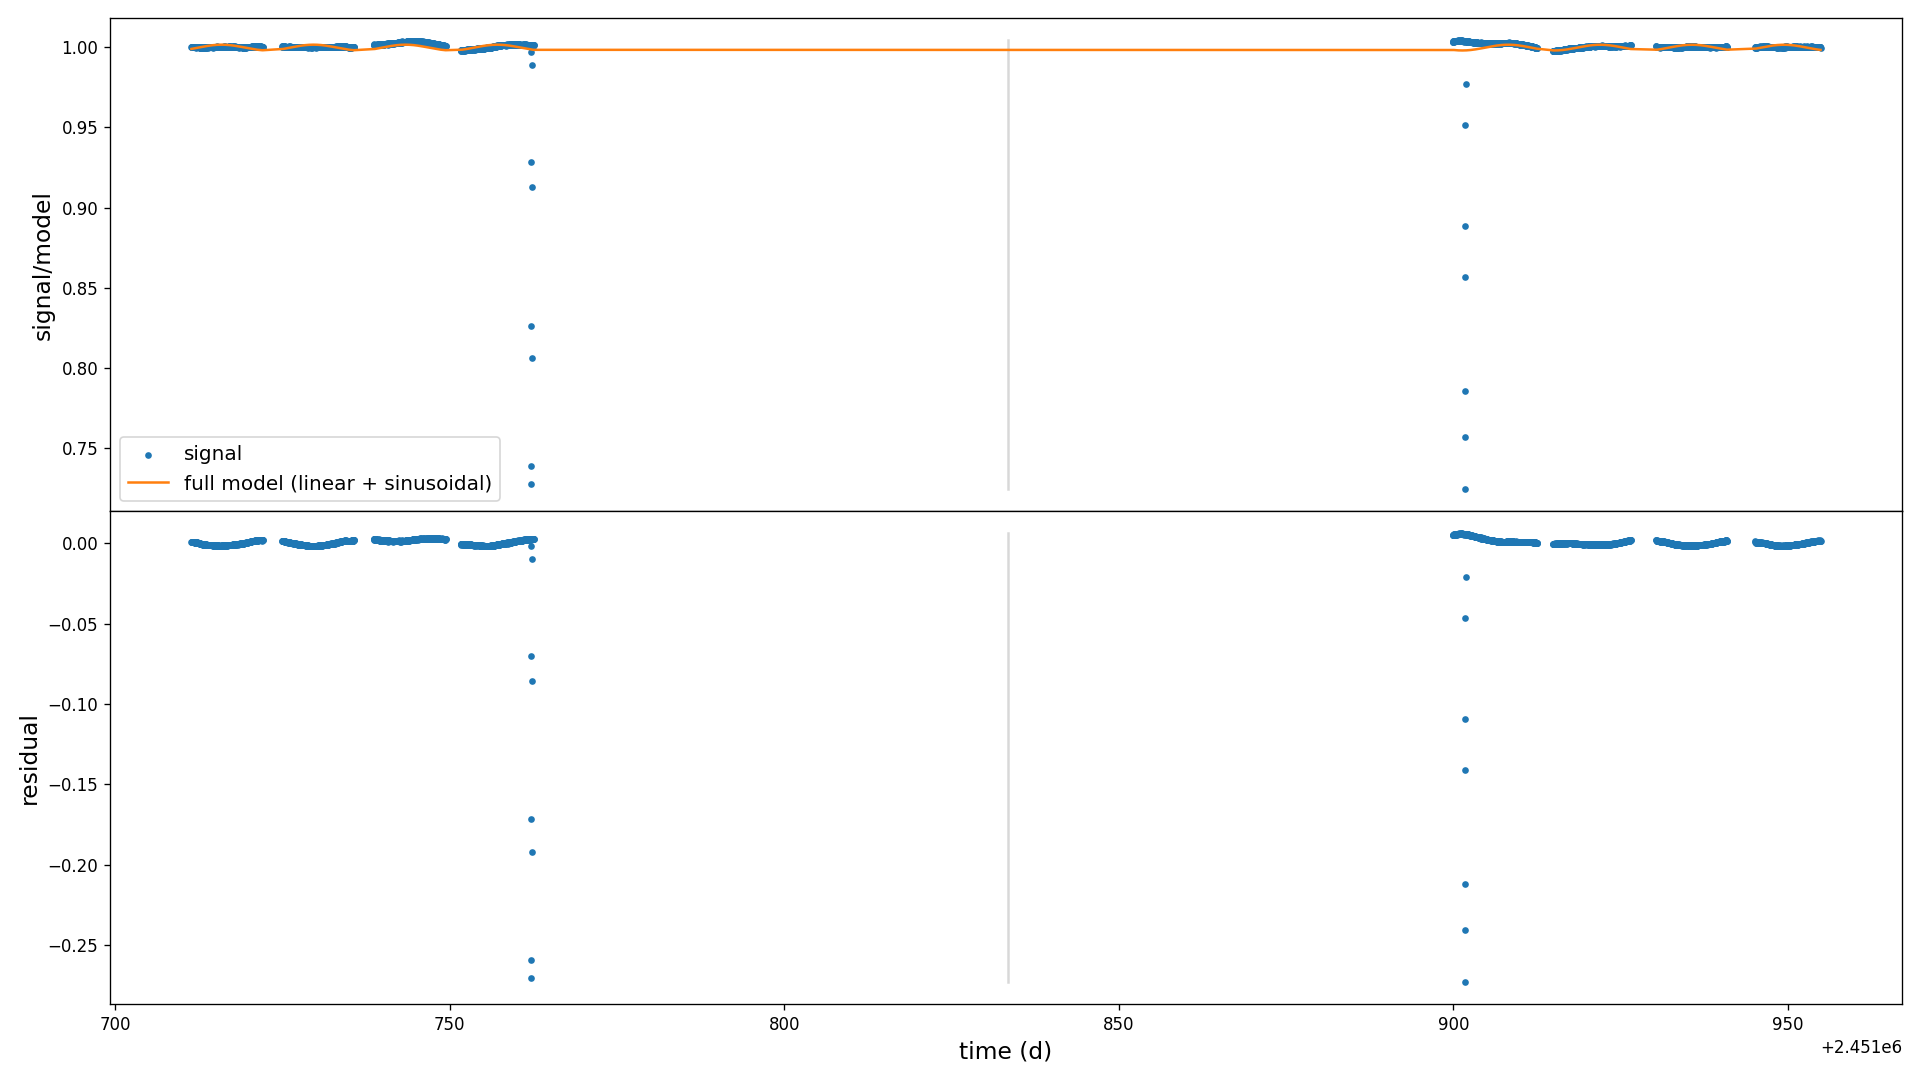 signal/model
1.00
0.95
0.90
0.85
0.80
0.75
signal
full model (linear + sinusoidal)
residual
0.00
−0.05
−0.10
−0.15
−0.20
−0.25
700 750 800 850 900 950
time (d)
+2.451e6